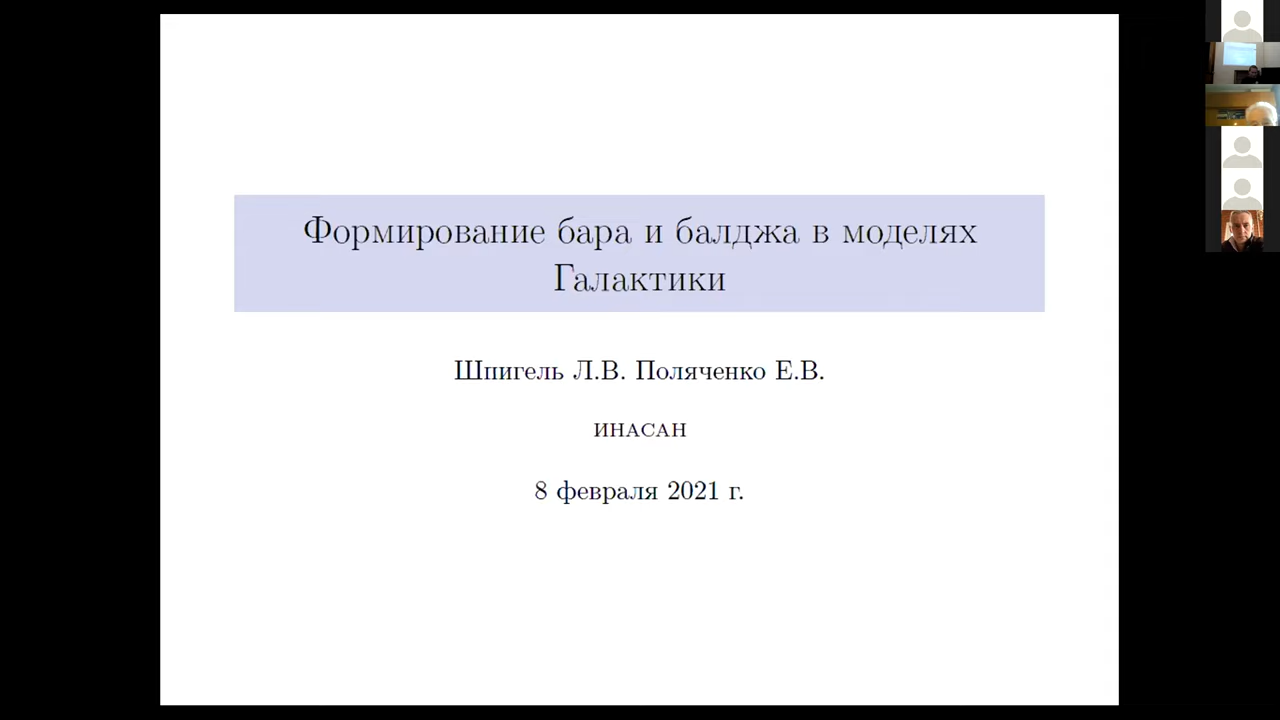 Формирование бара и балджа в моделях
Галактики
Шпигель Л.В. Поляченко Е.В.
ИНАСАН
8 февраля 2021 г.